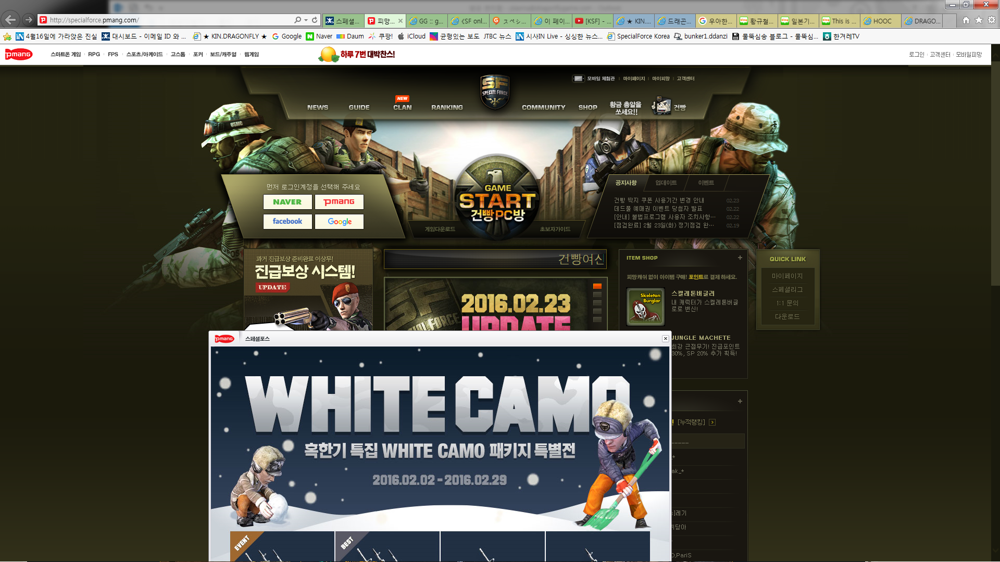 http://specialforce.pmang.com/
스페셜...
피망...
GG :: g...
《SF onl...
スペシ...
이 페이...
[KSF] - ...
★ KIN....
드래곤...
우아한...
황규철...
일본기...
This is ...
HOOC
DRAGO...
4월16일에 가라앉은 진실
대시보드 - 이메일 ID 와 ...
★ KIN.DRAGONFLY ★
Google
Naver
Daum
쿠팡!
iCloud
균형있는 보도
JTBC 뉴스
시사IN Live - 싱싱한 뉴스...
SpecialForce Korea
bunker1.ddanzi
물뚝심송 블로그 - 물뚝심...
한겨레TV
pmang
스마트폰 게임
RPG
FPS
스포츠/아케이드
고스톱
포커
보드/캐주얼
웹게임
하루 7번 대박찬스!
로그인
고객센터
모바일피망
모바일 체험관
마이페이지
마이피망
고객센터
SF
SPECIAL FORCE
NEWS
GUIDE
NEW
CLAN
RANKING
COMMUNITY
SHOP
황금 총알을
쏘세요!!
건빵
USMC
먼저 로그인계정을 선택해 주세요
NAVER
pmang
facebook
Google
GAME
START
건빵PC방
게임다운로드
초보자가이드
공지사항
업데이트
이벤트
건빵 딱지 쿠폰 사용기간 변경 안내 02.23
데드풀 예매권 이벤트 당첨자 발표 02.22
[안내] 불법프로그램 사용자 조치사항… 02.22
[점검완료] 2월 23일(화) 정기점검 완… 02.19
과거 진급보상 준비완료 이상무!
진급보상 시스템!
UPDATE
건빵여신
SF
SPECIAL FORCE
2016.02.23
UPDATE
ITEM SHOP
피망캐쉬 없이 아이템 구매! 포인트로 결제 하세요.
Skeleton
Burglar
스켈레톤버글러
내 캐릭터가 스켈레톤버글
로로 변신!
JUNGLE MACHETE
최강 근접무기! 진급포인트
30%, SP 20% 추가 획득!
QUICK LINK
마이페이지
스페셜리그
1:1 문의
다운로드
pmang
스페셜포스
WHITE CAMO
혹한기 특집 WHITE CAMO 패키지 특별전
2016.02.02 - 2016.02.29
EVENT
BEST
[누적랭킹]
ak_*
s]레기
D,PariS